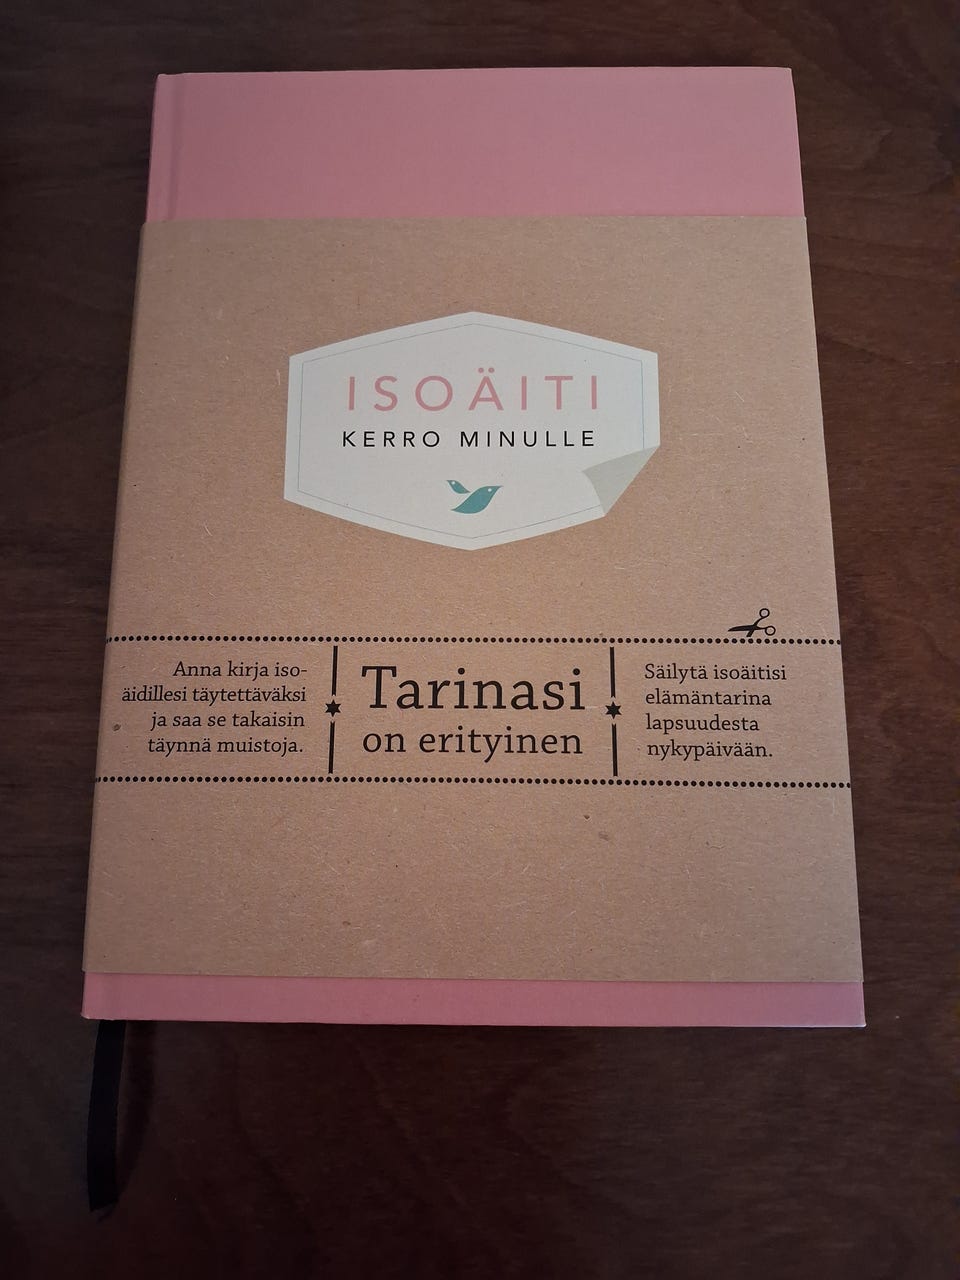 ISOÄITI
KERRO MINULLE
Anna kirja iso-
äidillesi täytettäväksi
ja saa se takaisin
täynnä muistoja.
Tarinasi
on erityinen
Säilytä isoäitisi
elämäntarina
lapsuudesta
nykypäivään.